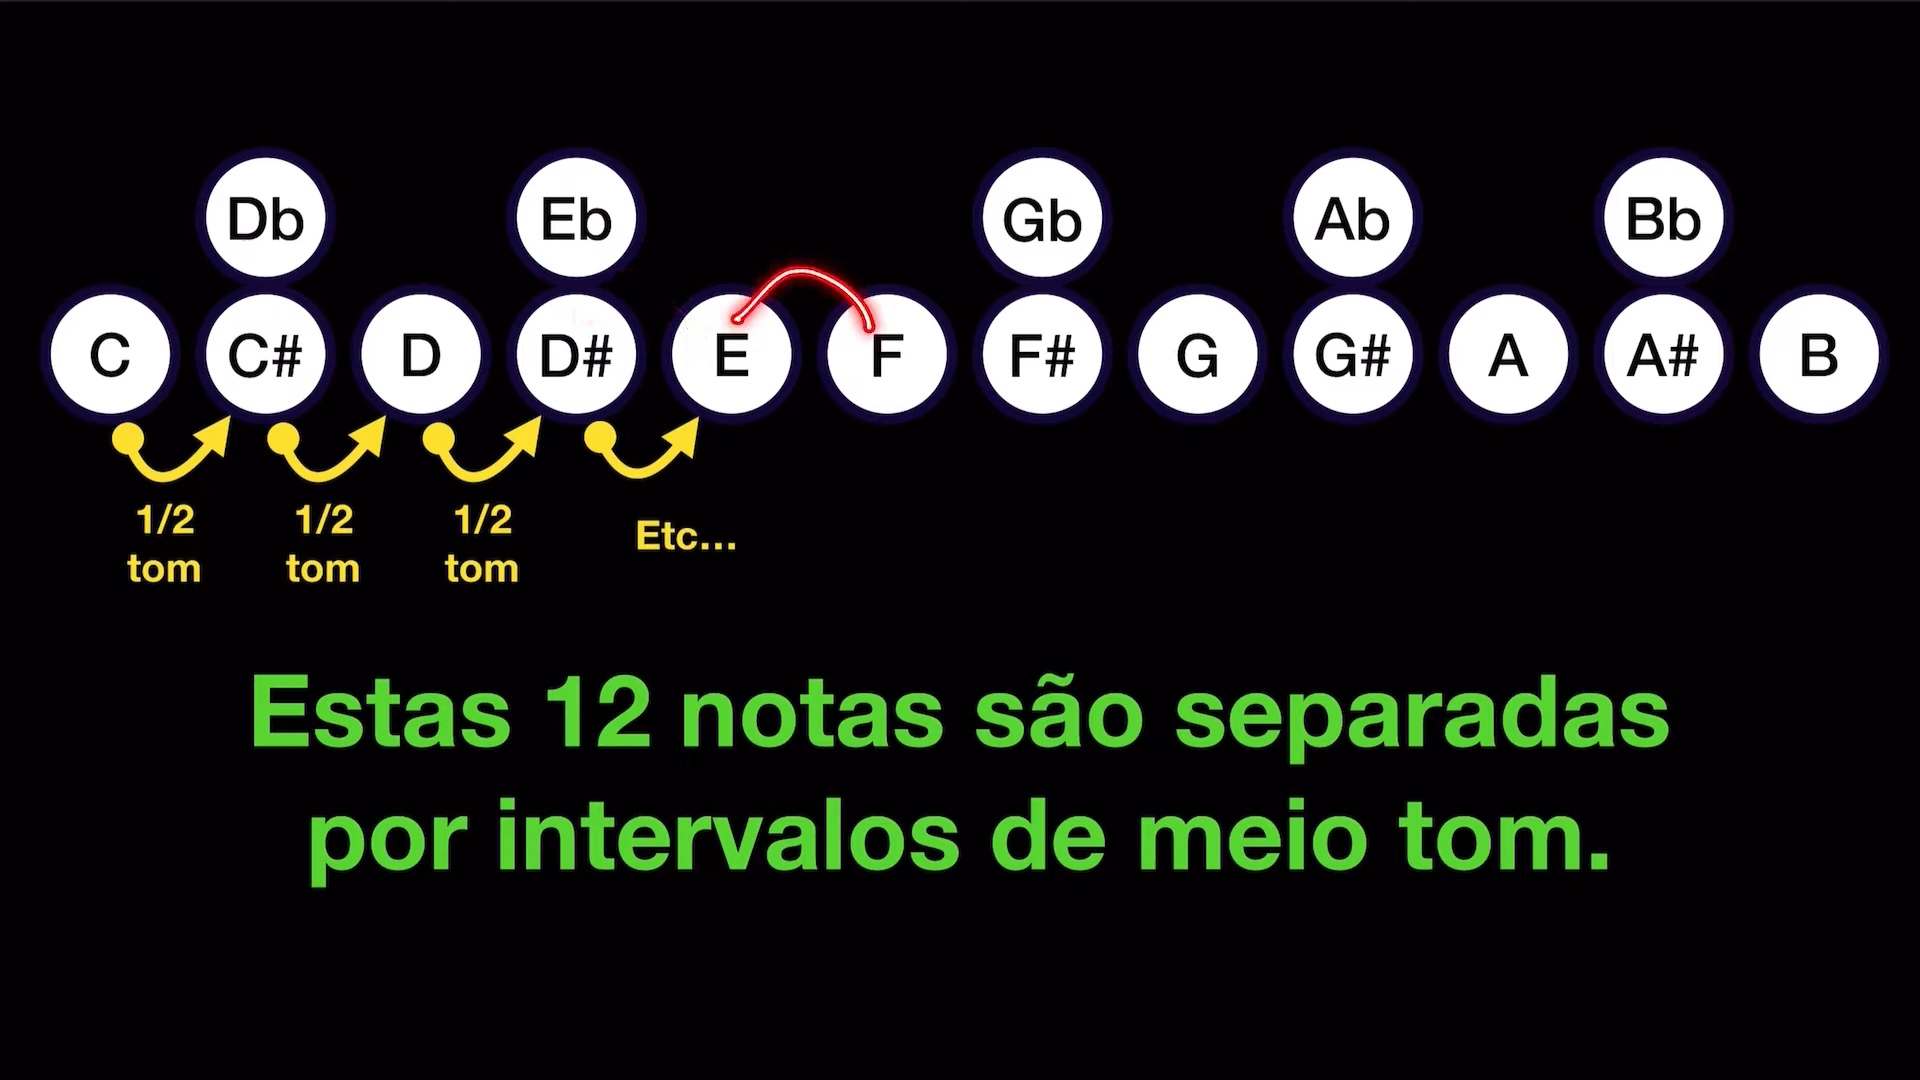 Db Eb Gb Ab Bb
C C# D D# E F F# G G# A A# B
1/2 tom
1/2 tom
1/2 tom
Etc...
Estas 12 notas são separadas
por intervalos de meio tom.